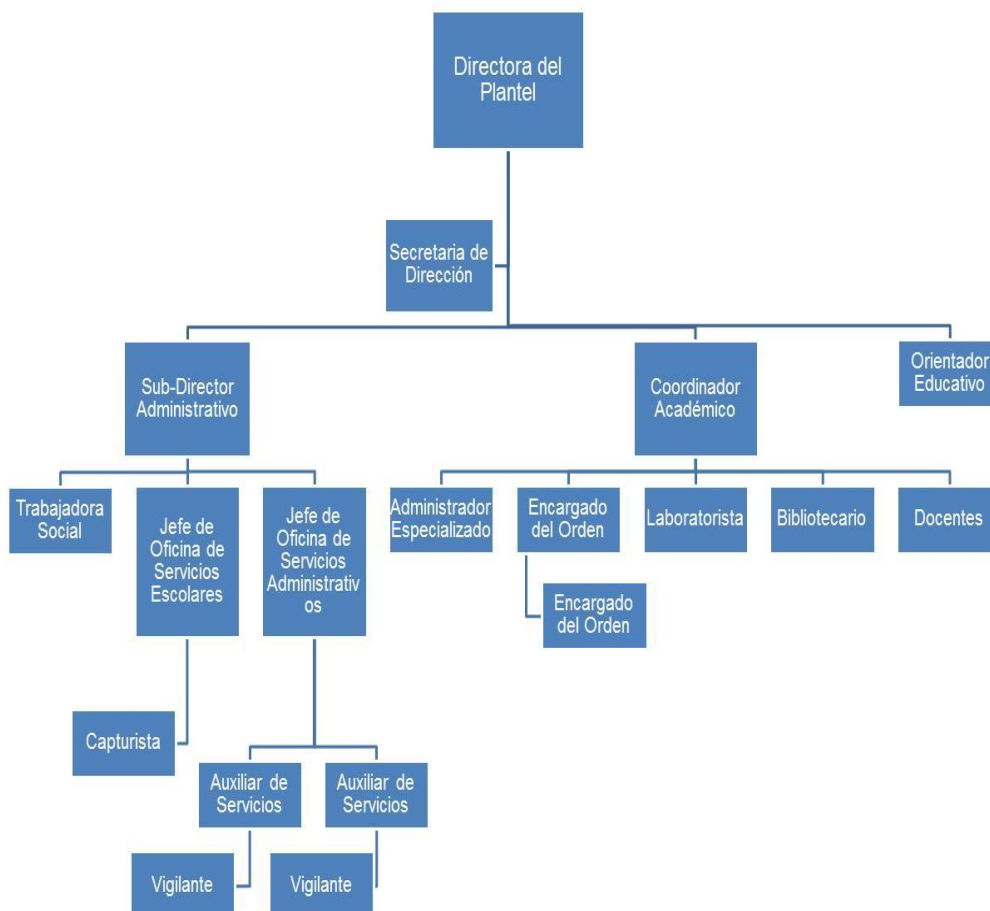 Directora del
Plantel
Secretaria de
Dirección
Sub-Director
Administrativo
Coordinador
Académico
Orientador
Educativo
Trabajadora
Social
Jefe de
Oficina de
Servicios
Escolares
Jefe de
Oficina de
Servicios
Administrativ
os
Administrador
Especializado
Encargado
del Orden
Laboratorista
Bibliotecario
Docentes
Encargado
del Orden
Capturista
Auxiliar de
Servicios
Auxiliar de
Servicios
Vigilante
Vigilante